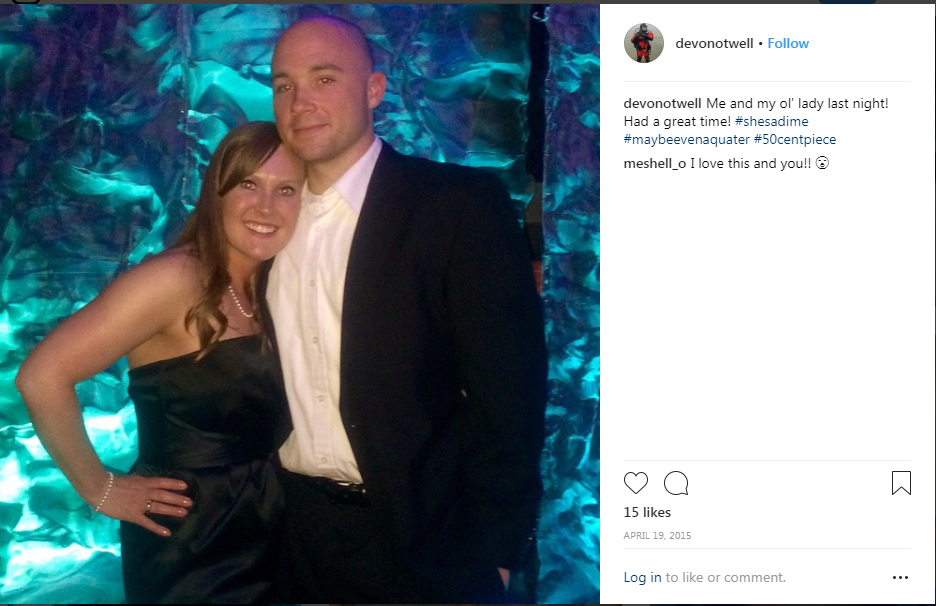 devonotwell • Follow
devonotwell Me and my ol' lady last night!
Had a great time! #shesadime
#maybeevenaquater #50centpiece
meshell_o I love this and you!! 😮
15 likes
APRIL 19, 2015
Log in to like or comment.